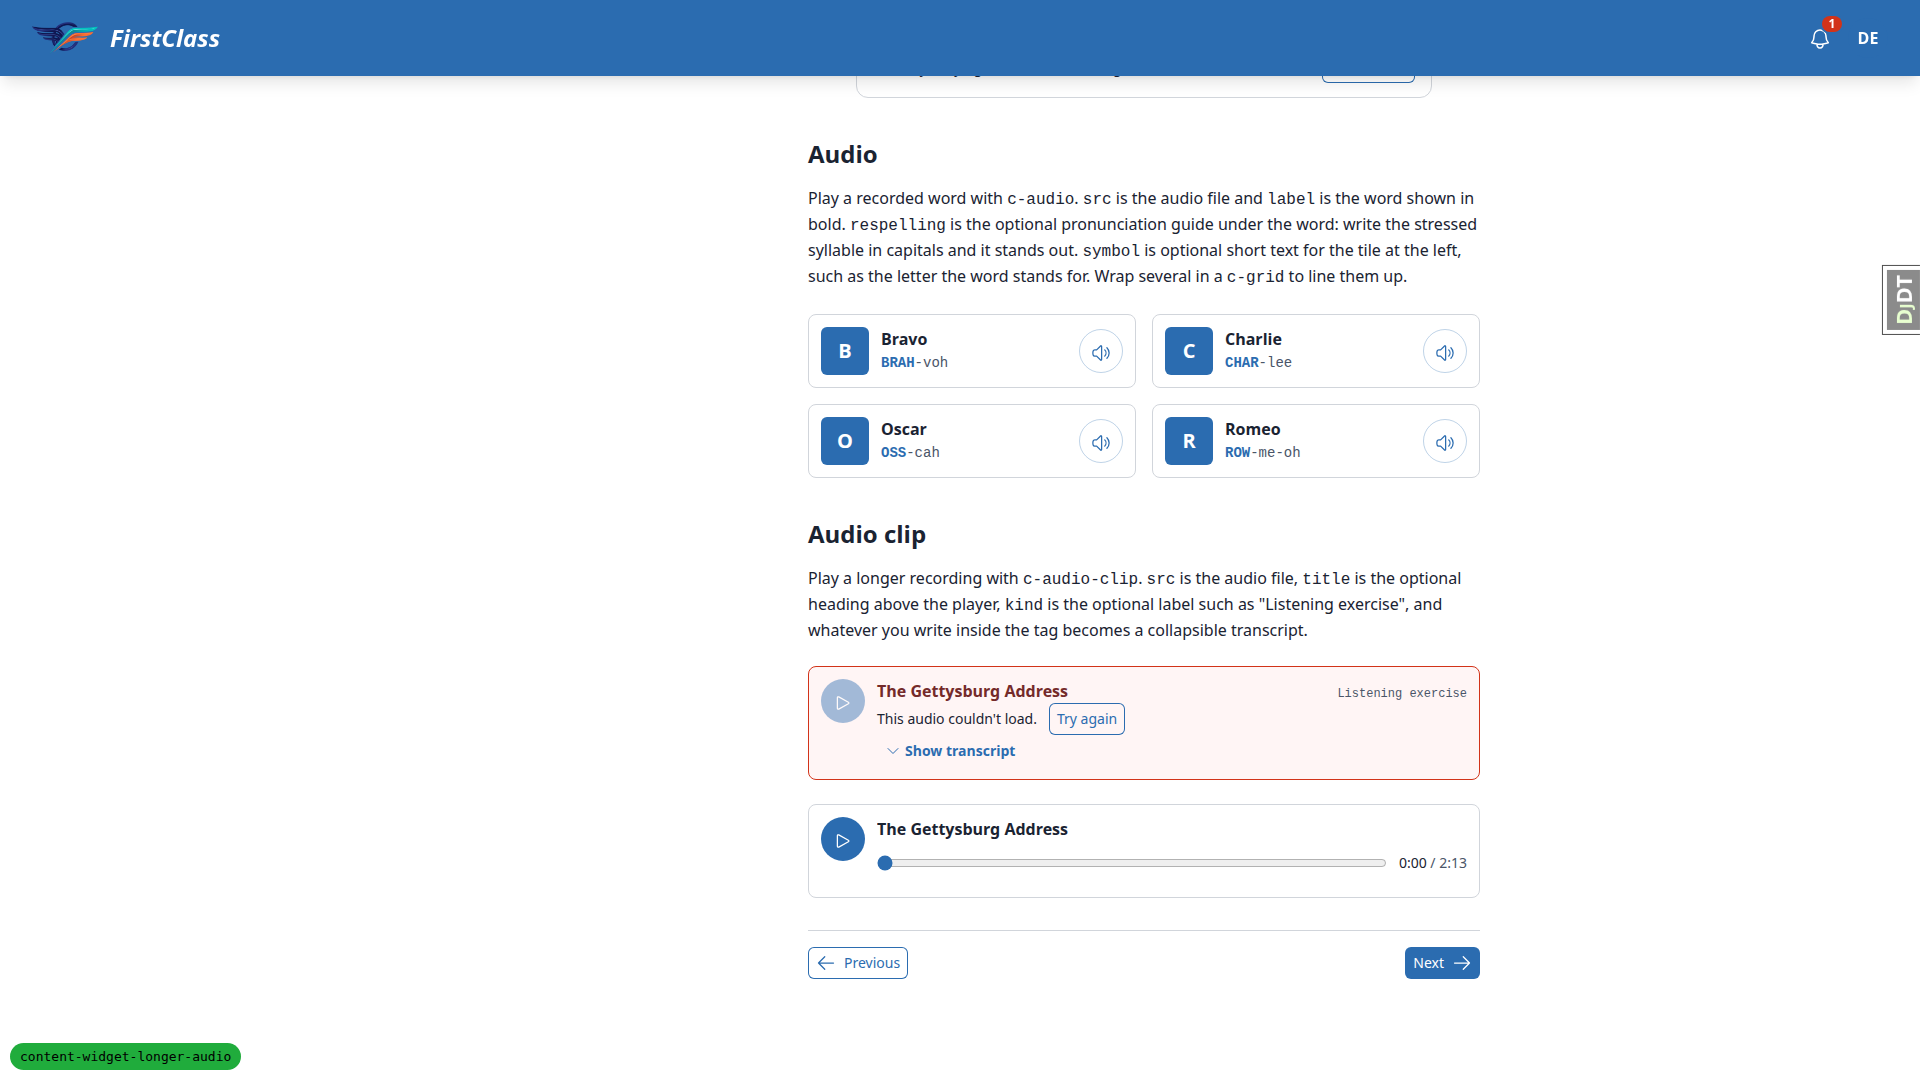 FirstClass
1
DE
Audio
Play a recorded word with c-audio. src is the audio file and label is the word shown in
bold. respelling is the optional pronunciation guide under the word: write the stressed
syllable in capitals and it stands out. symbol is optional short text for the tile at the left,
such as the letter the word stands for. Wrap several in a c-grid to line them up.
B
Bravo
BRAH-voh
C
Charlie
CHAR-lee
O
Oscar
OSS-cah
R
Romeo
ROW-me-oh
Audio clip
Play a longer recording with c-audio-clip. src is the audio file, title is the optional
heading above the player, kind is the optional label such as "Listening exercise", and
whatever you write inside the tag becomes a collapsible transcript.
The Gettysburg Address
Listening exercise
This audio couldn't load.
Try again
Show transcript
The Gettysburg Address
0:00 / 2:13
Previous
Next
DJDT
content-widget-longer-audio